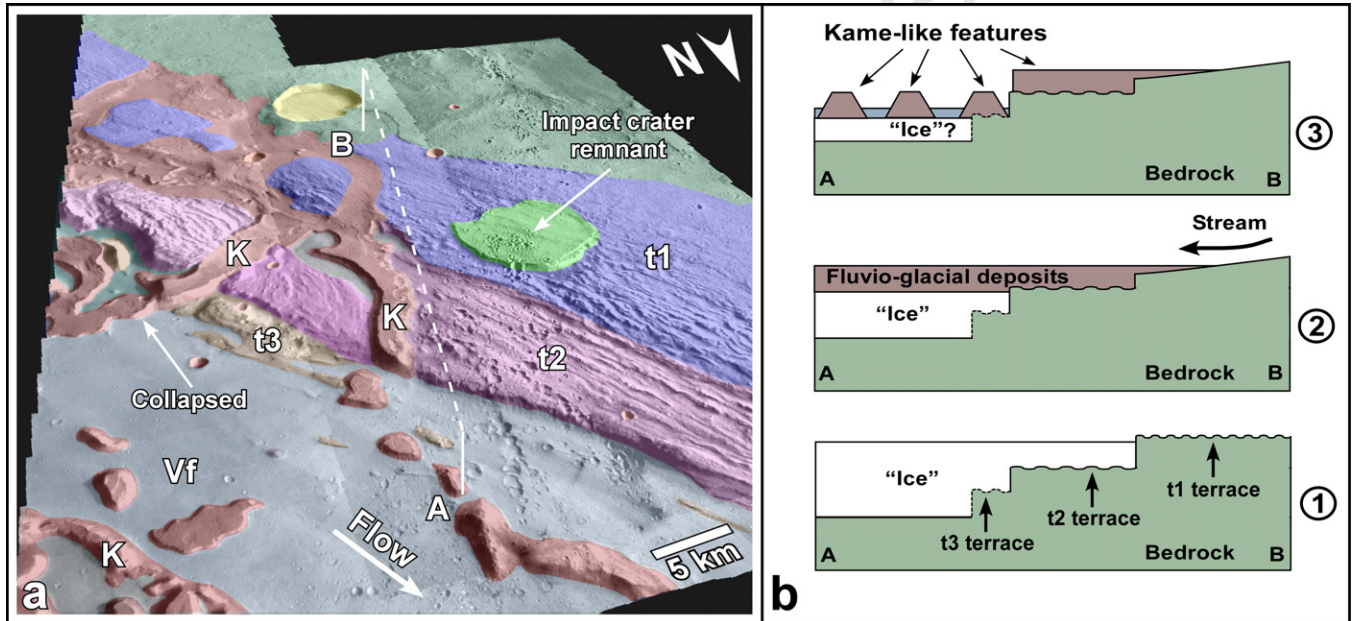 N
B
Impact crater
remnant
t1
K
K
t3
t2
Collapsed
Vf
A
Flow
5 km
K
a
Kame-like features
"Ice"?
A
Bedrock
B
3
Stream
Fluvio-glacial deposits
"Ice"
A
Bedrock
B
2
"Ice"
t1 terrace
t2 terrace
t3 terrace
A
Bedrock
B
1
b